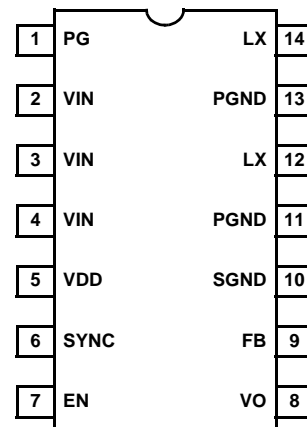 1 PG LX 14
2 VIN PGND 13
3 VIN LX 12
4 VIN PGND 11
5 VDD SGND 10
6 SYNC FB 9
7 EN VO 8